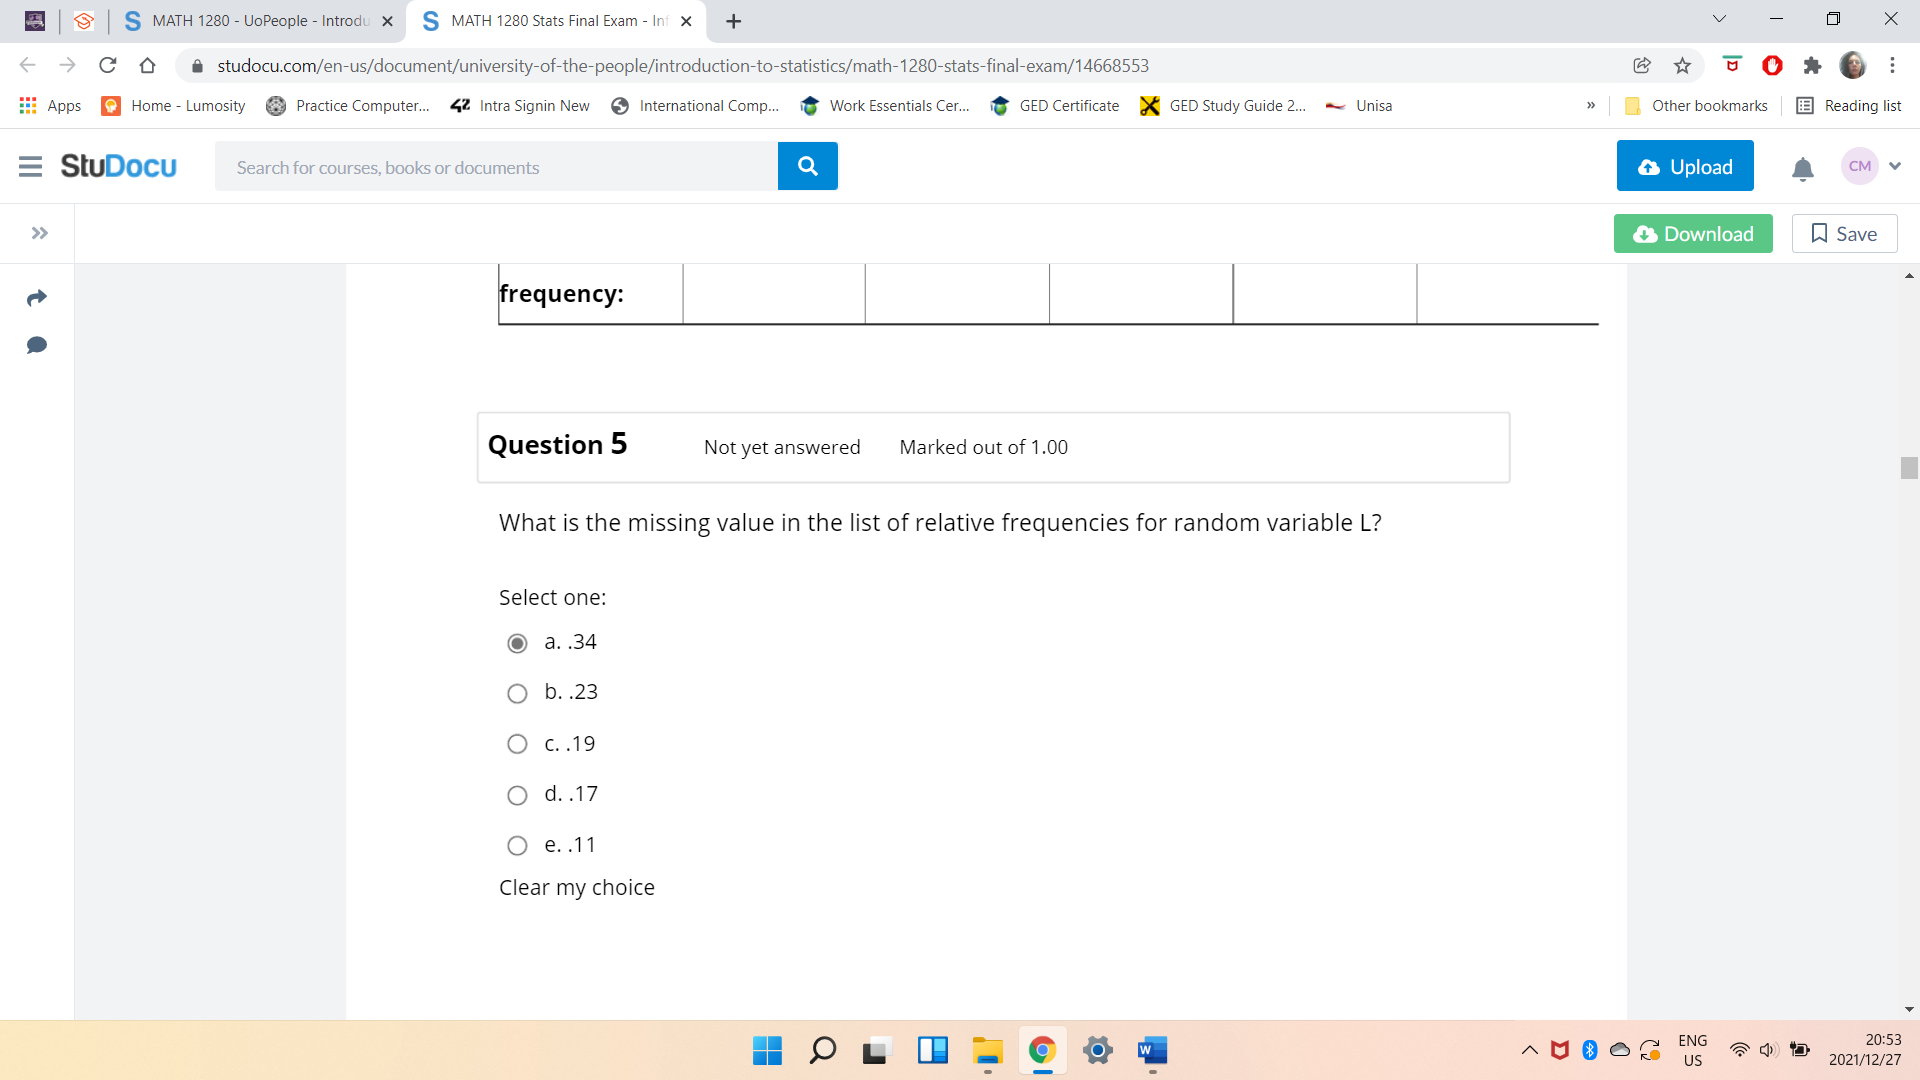 MATH 1280 - UoPeople - Introdu
MATH 1280 Stats Final Exam - Inf
studocu.com/en-us/document/university-of-the-people/introduction-to-statistics/math-1280-stats-final-exam/14668553
Apps
Home - Lumosity
Practice Computer...
Intra Signin New
International Comp...
Work Essentials Cer...
GED Certificate
GED Study Guide 2...
Unisa
»
Other bookmarks
Reading list
StuDocu
Search for courses, books or documents
Upload
CM
Download
Save
frequency:
Question 5 Not yet answered Marked out of 1.00
What is the missing value in the list of relative frequencies for random variable L?
Select one:
a. .34
b. .23
c. .19
d. .17
e. .11
Clear my choice
ENG
US
20:53
2021/12/27